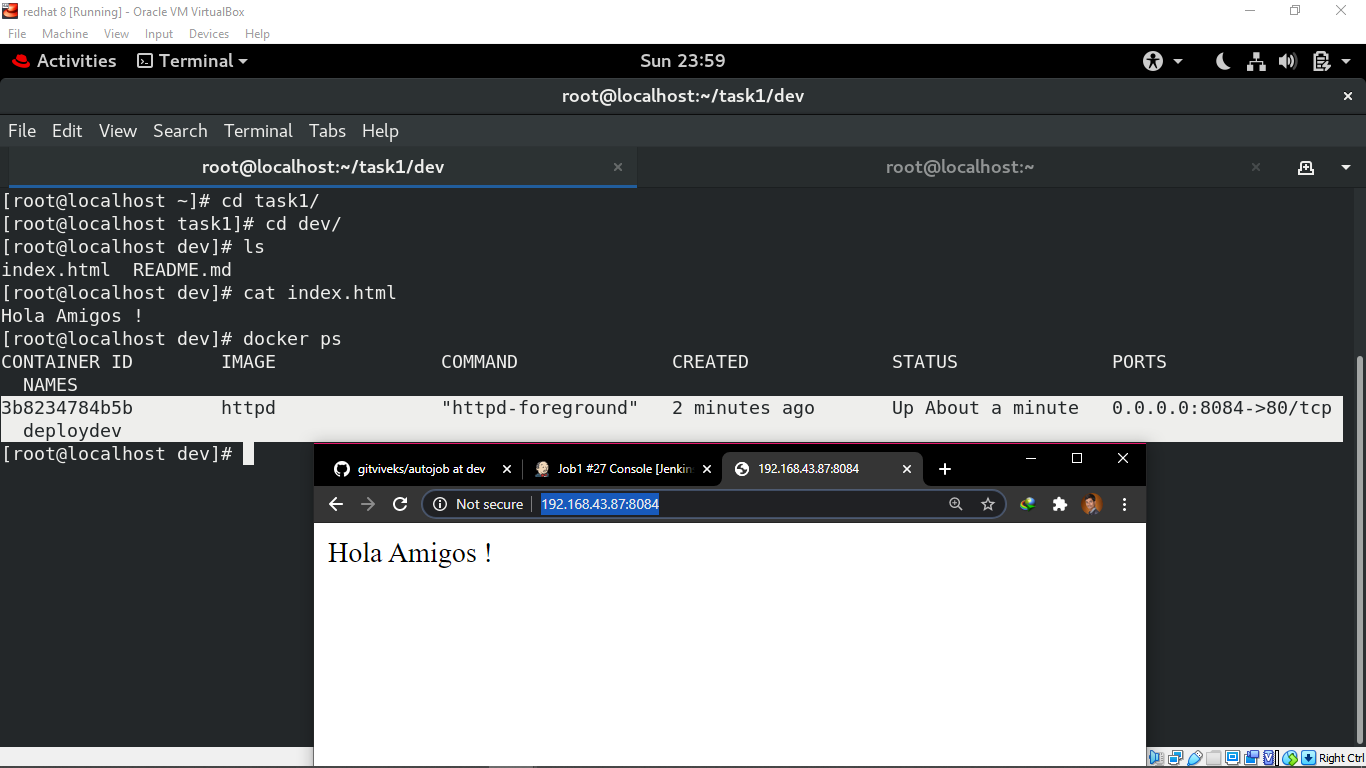 redhat 8 [Running] - Oracle VM VirtualBox
File Machine View Input Devices Help
Activities Terminal Sun 23:59
root@localhost:~/task1/dev
File Edit View Search Terminal Tabs Help
root@localhost:~/task1/dev root@localhost:~
[root@localhost ~]# cd task1/
[root@localhost task1]# cd dev/
[root@localhost dev]# ls
index.html README.md
[root@localhost dev]# cat index.html
Hola Amigos !
[root@localhost dev]# docker ps
CONTAINER ID IMAGE COMMAND CREATED STATUS PORTS
NAMES
3b8234784b5b httpd "httpd-foreground" 2 minutes ago Up About a minute 0.0.0.0:8084->80/tcp
deploydev
[root@localhost dev]#
gitviveks/autojob at dev Job1 #27 Console [Jenkin 192.168.43.87:8084
Not secure 192.168.43.87:8084
Hola Amigos !
Right Ctrl